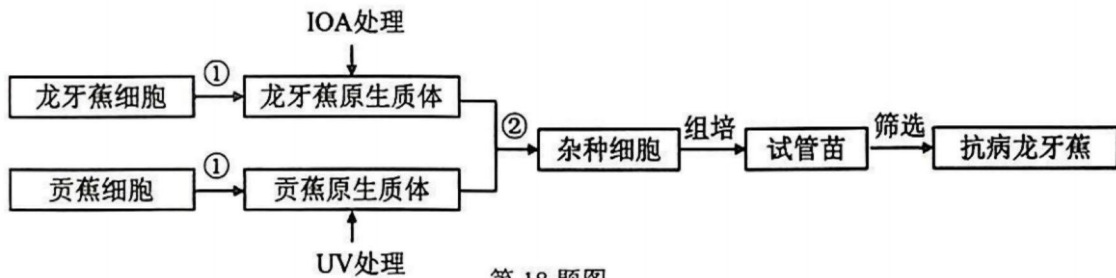 IOA处理
龙牙蕉细胞 ① 龙牙蕉原生质体
② 杂种细胞 组培 试管苗 筛选 抗病龙牙蕉
贡蕉细胞 ① 贡蕉原生质体
UV处理